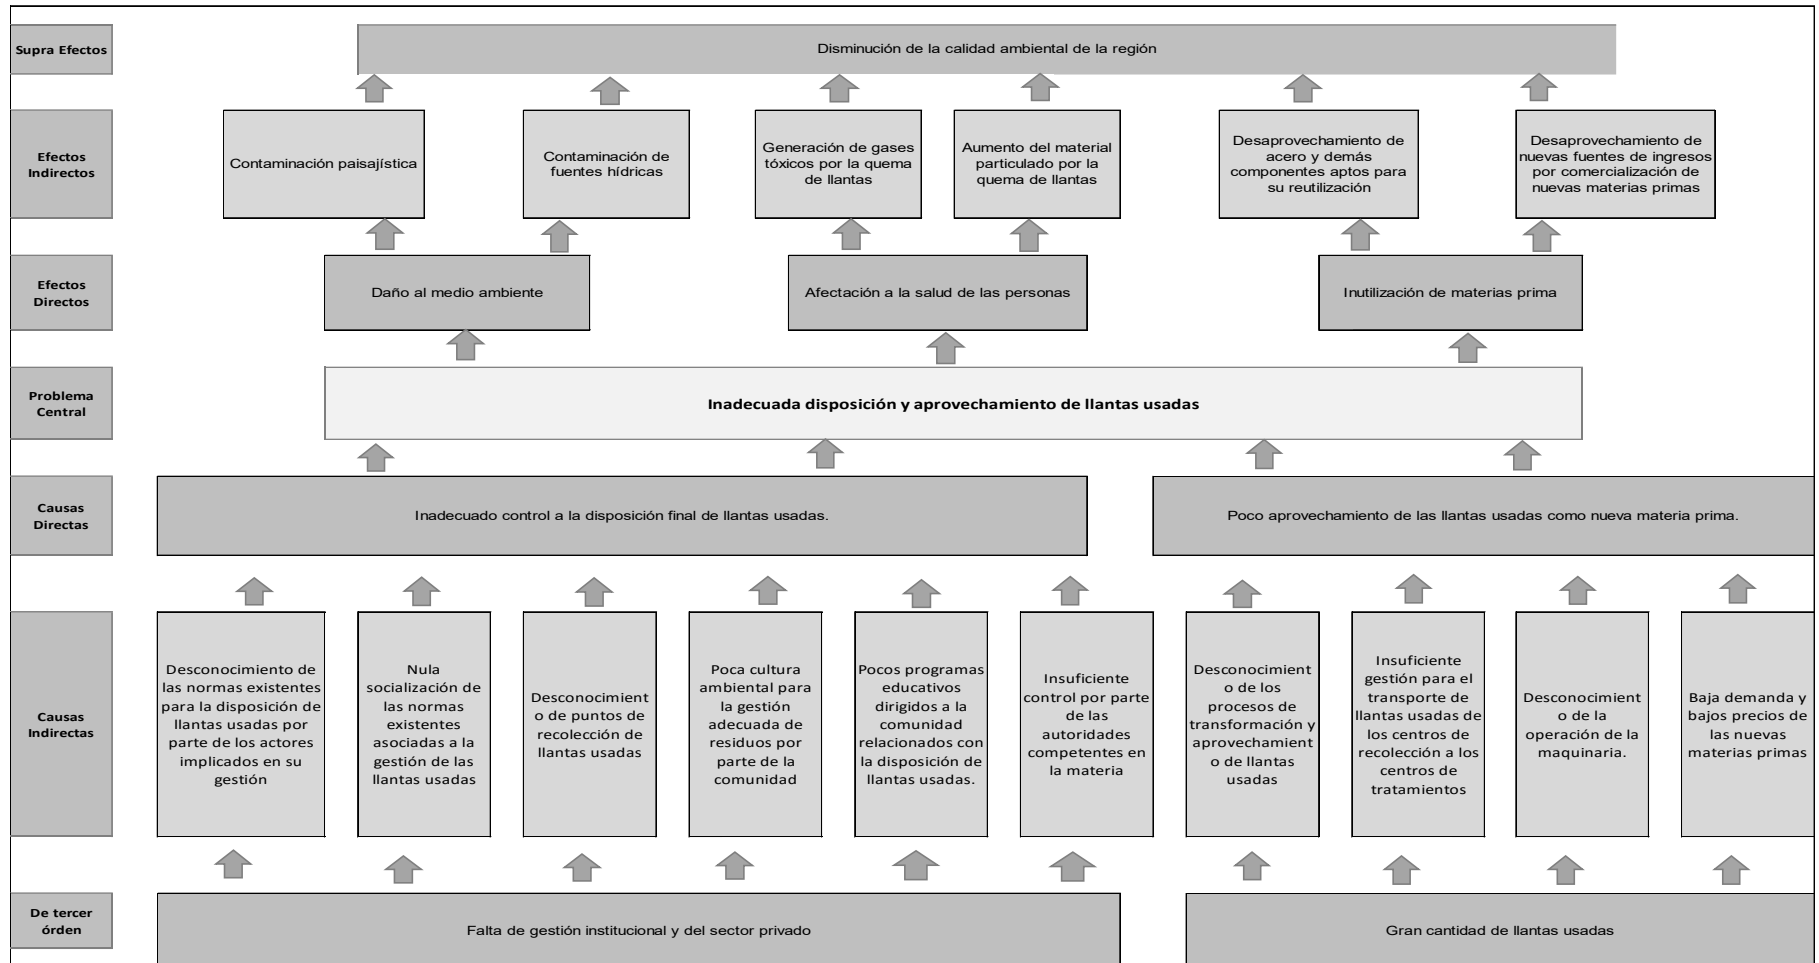 Supra Efectos
Disminución de la calidad ambiental de la región
Efectos
Indirectos
Contaminación paisajística
Contaminación de
fuentes hídricas
Generación de gases
tóxicos por la quema
de llantas
Aumento del material
particulado por la
quema de llantas
Desaprovechamiento de
acero y demás
componentes aptos para
su reutilización
Desaprovechamiento de
nuevas fuentes de ingresos
por comercialización de
nuevas materias primas
Efectos
Directos
Daño al medio ambiente
Afectación a la salud de las personas
Inutilización de materias prima
Problema
Central
Inadecuada disposición y aprovechamiento de llantas usadas
Causas
Directas
Inadecuado control a la disposición final de llantas usadas.
Poco aprovechamiento de las llantas usadas como nueva materia prima.
Causas
Indirectas
Desconocimiento de
las normas existentes
para la disposición de
llantas usadas por
parte de los actores
implicados en su
gestión
Nula
socialización de
las normas
existentes
asociadas a la
gestión de las
llantas usadas
Desconocimient
o de puntos de
recolección de
llantas usadas
Poca cultura
ambiental para
la gestión
adecuada de
residuos por
parte de la
comunidad
Pocos programas
educativos
dirigidos a la
comunidad
relacionados con
la disposición de
llantas usadas.
Insuficiente
control por parte
de las
autoridades
competentes en
la materia
Desconocimient
o de los
procesos de
transformación y
aprovechamient
o de llantas
usadas
Insuficiente
gestión para el
transporte de
llantas usadas de
los centros de
recolección a los
centros de
tratamientos
Desconocimient
o de la
operación de la
maquinaria.
Baja demanda y
bajos precios de
las nuevas
materias primas
De tercer
órden
Falta de gestión institucional y del sector privado
Gran cantidad de llantas usadas